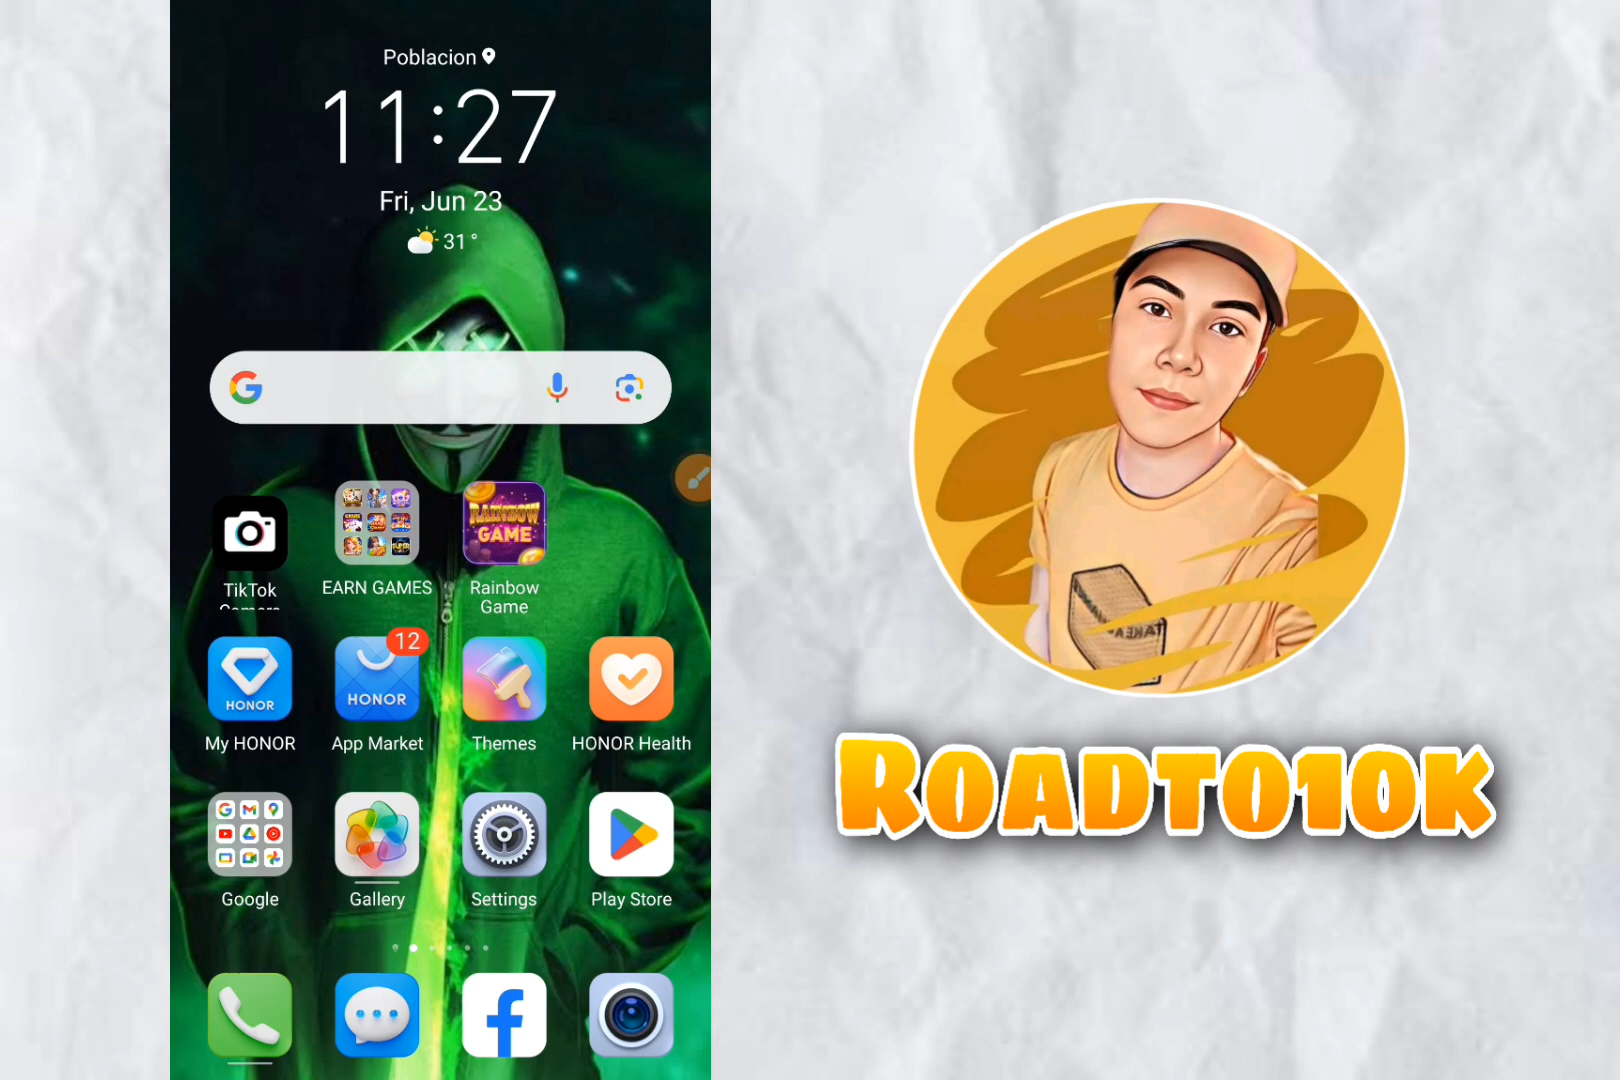 Poblacion
11:27
Fri, Jun 23
31°
TikTok
Camera
EARN GAMES
RAINBOW
GAME
Rainbow
Game
HONOR
My HONOR
12
HONOR
App Market
Themes
HONOR Health
Google
Gallery
Settings
Play Store
ROADTO10K